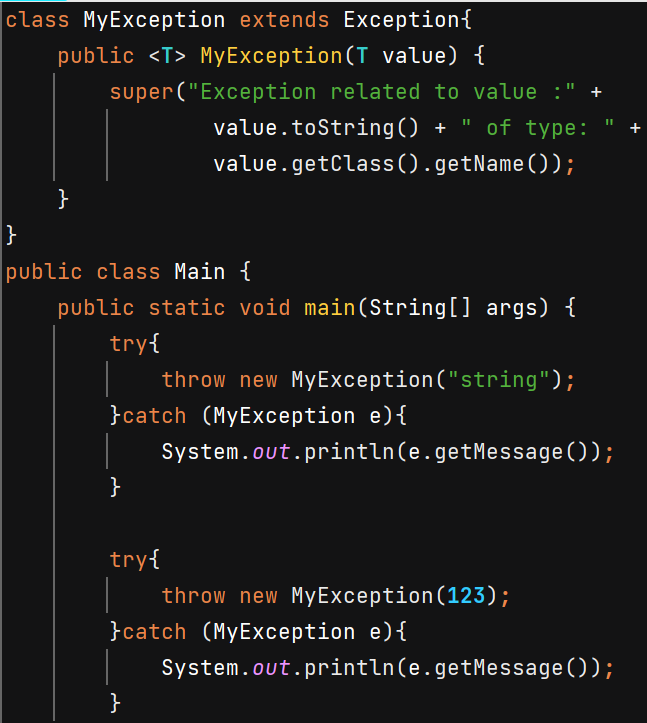 class MyException extends Exception{
    public <T> MyException(T value) {
        super("Exception related to value :" +
                value.toString() + " of type: " +
                value.getClass().getName());
    }
}
public class Main {
    public static void main(String[] args) {
        try{
            throw new MyException("string");
        }catch (MyException e){
            System.out.println(e.getMessage());
        }

        try{
            throw new MyException(123);
        }catch (MyException e){
            System.out.println(e.getMessage());
        }